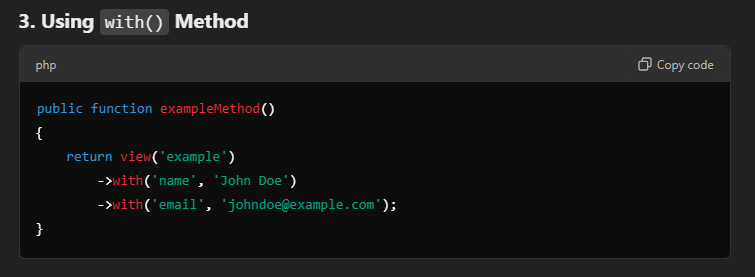 3. Using with() Method
php
Copy code
public function exampleMethod()
{
    return view('example')
        ->with('name', 'John Doe')
        ->with('email', 'johndoe@example.com');
}